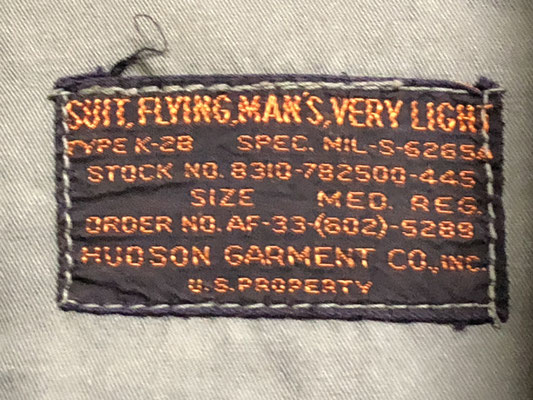 SUIT, FLYING, MAN'S, VERY LIGHT
TYPE K-2B SPEC. MIL-S-6265A
STOCK NO. 8310-782500-445
SIZE MED. REG.
ORDER NO. AF-33-(602)-5289
HUDSON GARMENT CO., INC.
U.S. PROPERTY